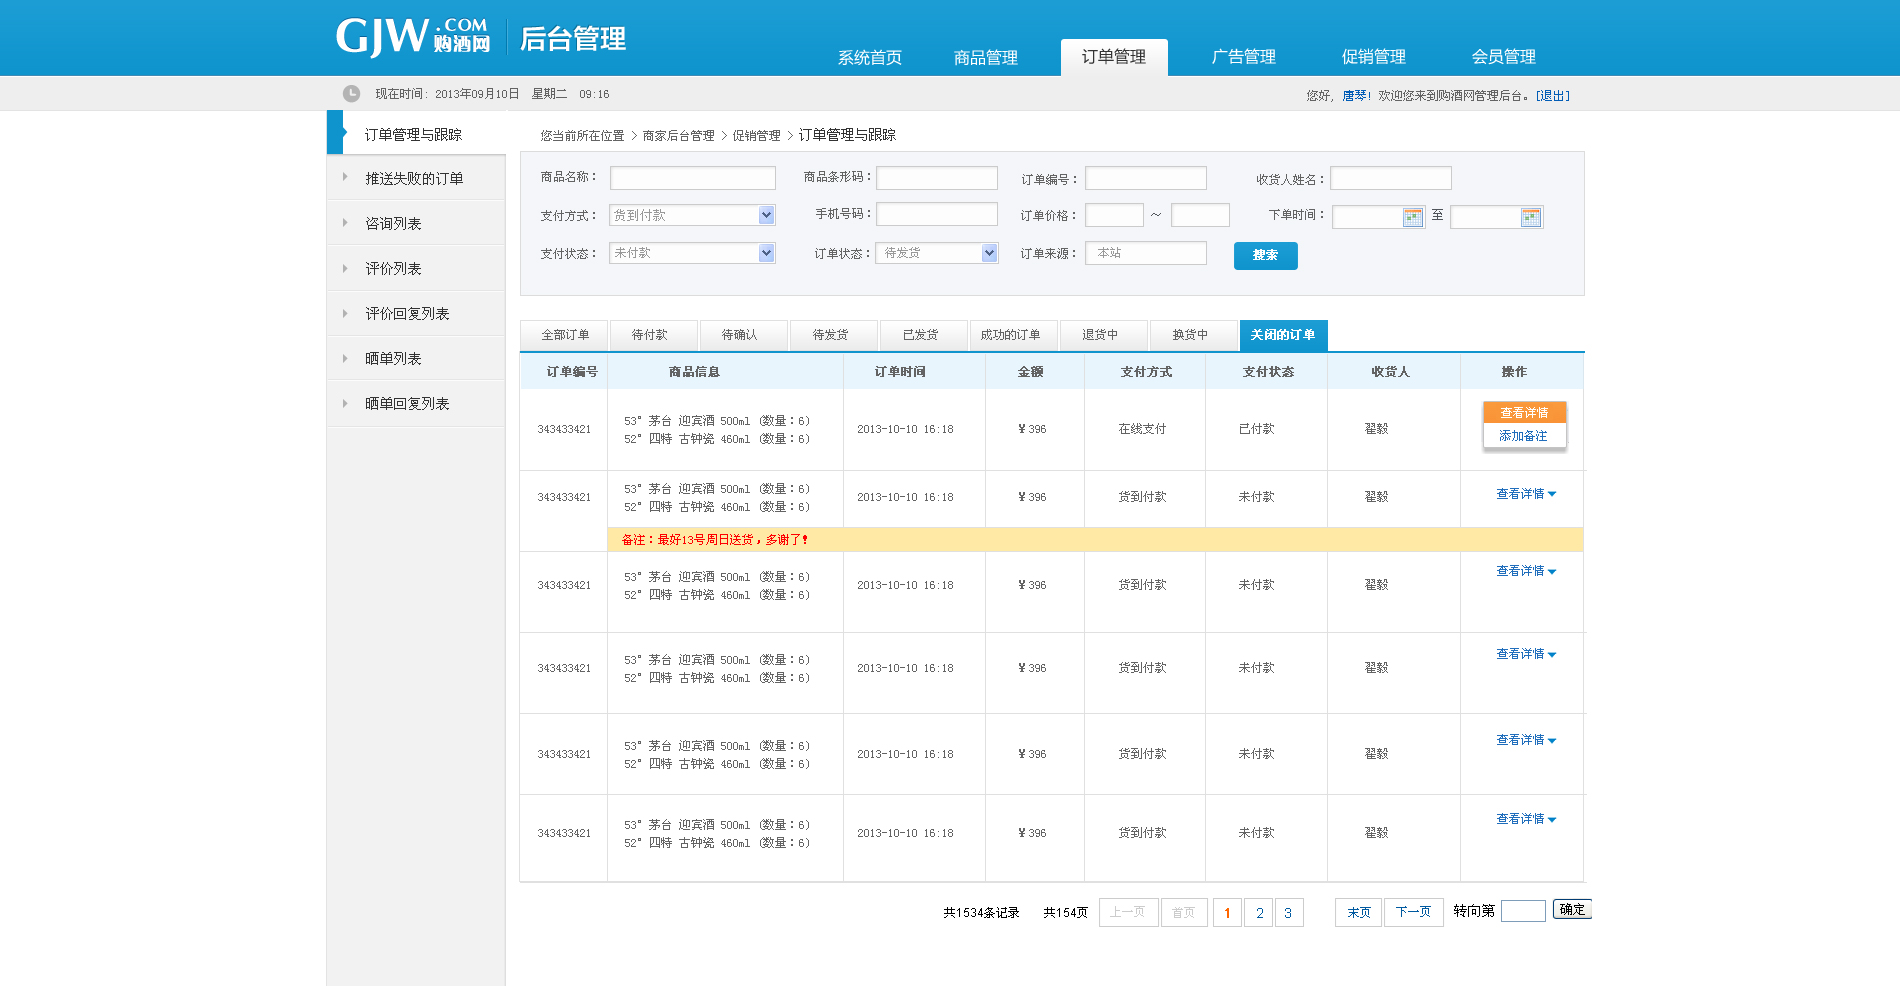 GJW.COM 购酒网 后台管理
系统首页 商品管理 订单管理 广告管理 促销管理 会员管理
现在时间: 2013年09月10日 星期二 09:16
您好, 唐琴! 欢迎您来到购酒网管理后台。[退出]
订单管理与跟踪
推送失败的订单
咨询列表
评价列表
评价回复列表
晒单列表
晒单回复列表
您当前所在位置 > 商家后台管理 > 促销管理 > 订单管理与跟踪
商品名称： 商品条形码： 订单编号： 收货人姓名：
支付方式： 货到付款 手机号码： 订单价格： ～ 下单时间： 至
支付状态： 未付款 订单状态： 待发货 订单来源： 本站 搜索
全部订单 待付款 待确认 待发货 已发货 成功的订单 退货中 换货中 关闭的订单
订单编号 商品信息 订单时间 金额 支付方式 支付状态 收货人 操作
343433421 53° 茅台 迎宾酒 500ml (数量：6) 2013-10-10 16:18 ¥ 396 在线支付 已付款 翟毅 查看详情
52° 四特 古钟瓷 460ml (数量：6) 添加备注
343433421 53° 茅台 迎宾酒 500ml (数量：6) 2013-10-10 16:18 ¥ 396 货到付款 未付款 翟毅 查看详情
52° 四特 古钟瓷 460ml (数量：6)
备注：最好13号周日送货，多谢了！
343433421 53° 茅台 迎宾酒 500ml (数量：6) 2013-10-10 16:18 ¥ 396 货到付款 未付款 翟毅 查看详情
52° 四特 古钟瓷 460ml (数量：6)
343433421 53° 茅台 迎宾酒 500ml (数量：6) 2013-10-10 16:18 ¥ 396 货到付款 未付款 翟毅 查看详情
52° 四特 古钟瓷 460ml (数量：6)
343433421 53° 茅台 迎宾酒 500ml (数量：6) 2013-10-10 16:18 ¥ 396 货到付款 未付款 翟毅 查看详情
52° 四特 古钟瓷 460ml (数量：6)
343433421 53° 茅台 迎宾酒 500ml (数量：6) 2013-10-10 16:18 ¥ 396 货到付款 未付款 翟毅 查看详情
52° 四特 古钟瓷 460ml (数量：6)
共1534条记录 共154页 上一页 首页 1 2 3 末页 下一页 转向第 确定